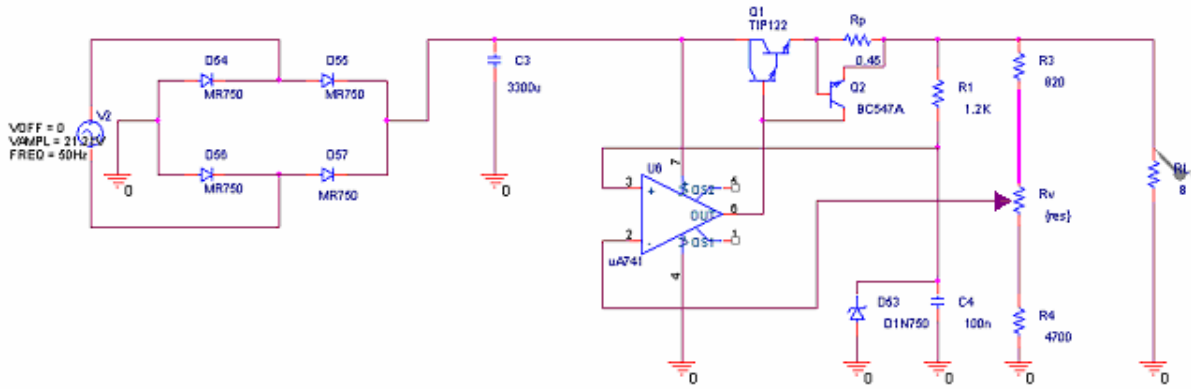 Q1
TIP122
Rp
0.45
D54
MR750
D55
MR750
C3
3300u
Q2
BC547A
R1
1.2K
R3
820
V2
VOFF = 0
FREQ = 50Hz
0
D56
MR750
D57
MR750
0
0
U6
7
3
+
OS2
5
OUT
6
2
-
OS1
1
uA741
4
Rv
{res}
8
D53
D1N750
C4
100n
R4
4700
0
0
0
0
0